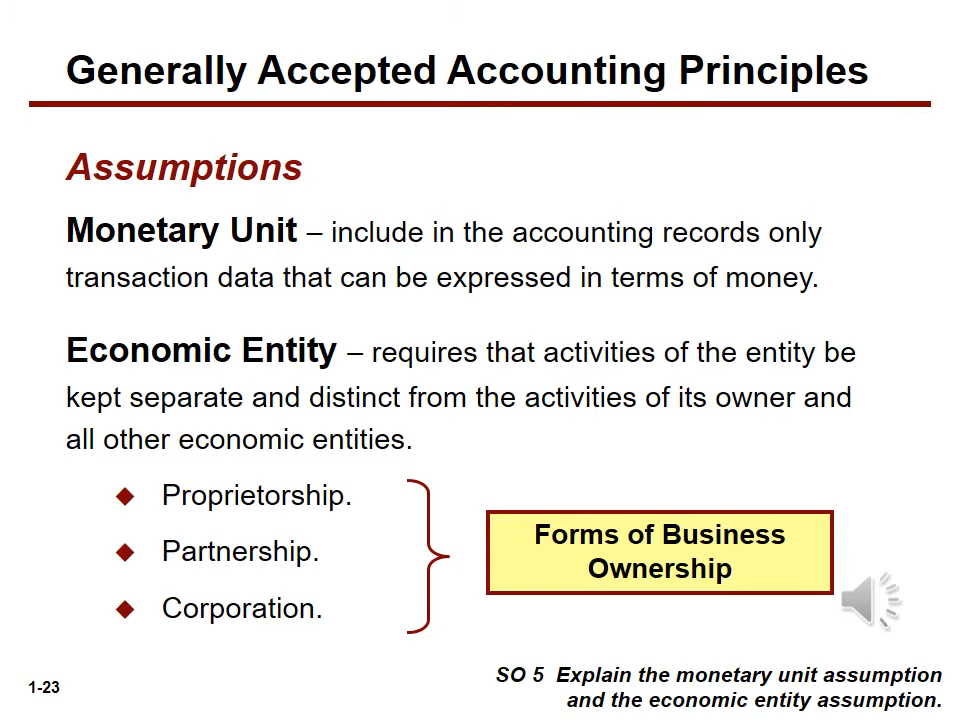 Generally Accepted Accounting Principles
Assumptions
Monetary Unit – include in the accounting records only
transaction data that can be expressed in terms of money.
Economic Entity – requires that activities of the entity be
kept separate and distinct from the activities of its owner and
all other economic entities.
Proprietorship.
Partnership.
Corporation.
Forms of Business
Ownership
1-23
SO 5 Explain the monetary unit assumption
and the economic entity assumption.